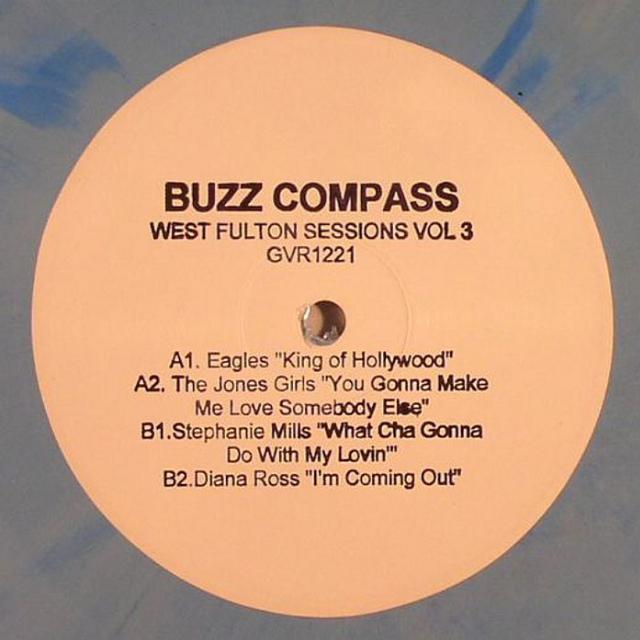 BUZZ COMPASS
WEST FULTON SESSIONS VOL 3
GVR1221
A1. Eagles "King of Hollywood"
A2. The Jones Girls "You Gonna Make
Me Love Somebody Else"
B1.Stephanie Mills "What Cha Gonna
Do With My Lovin'"
B2.Diana Ross "I'm Coming Out"